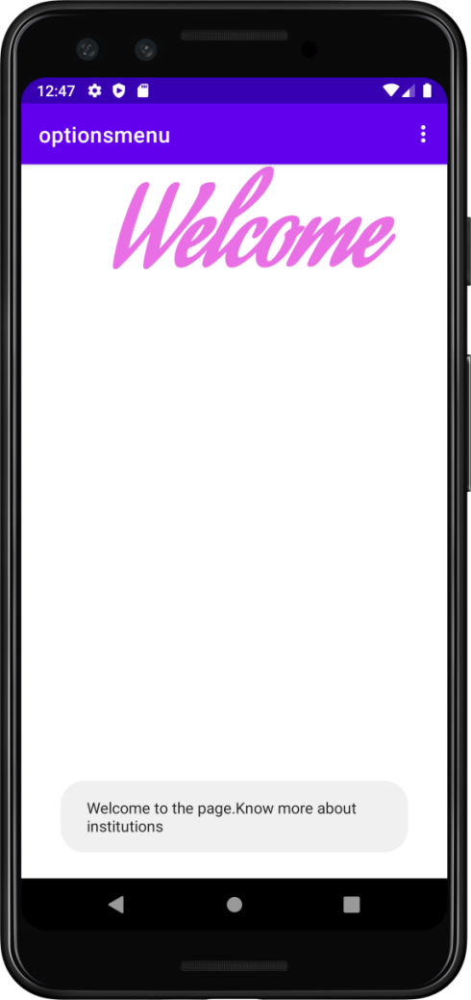 12:47
optionsmenu
Welcome
Welcome to the page.Know more about
institutions